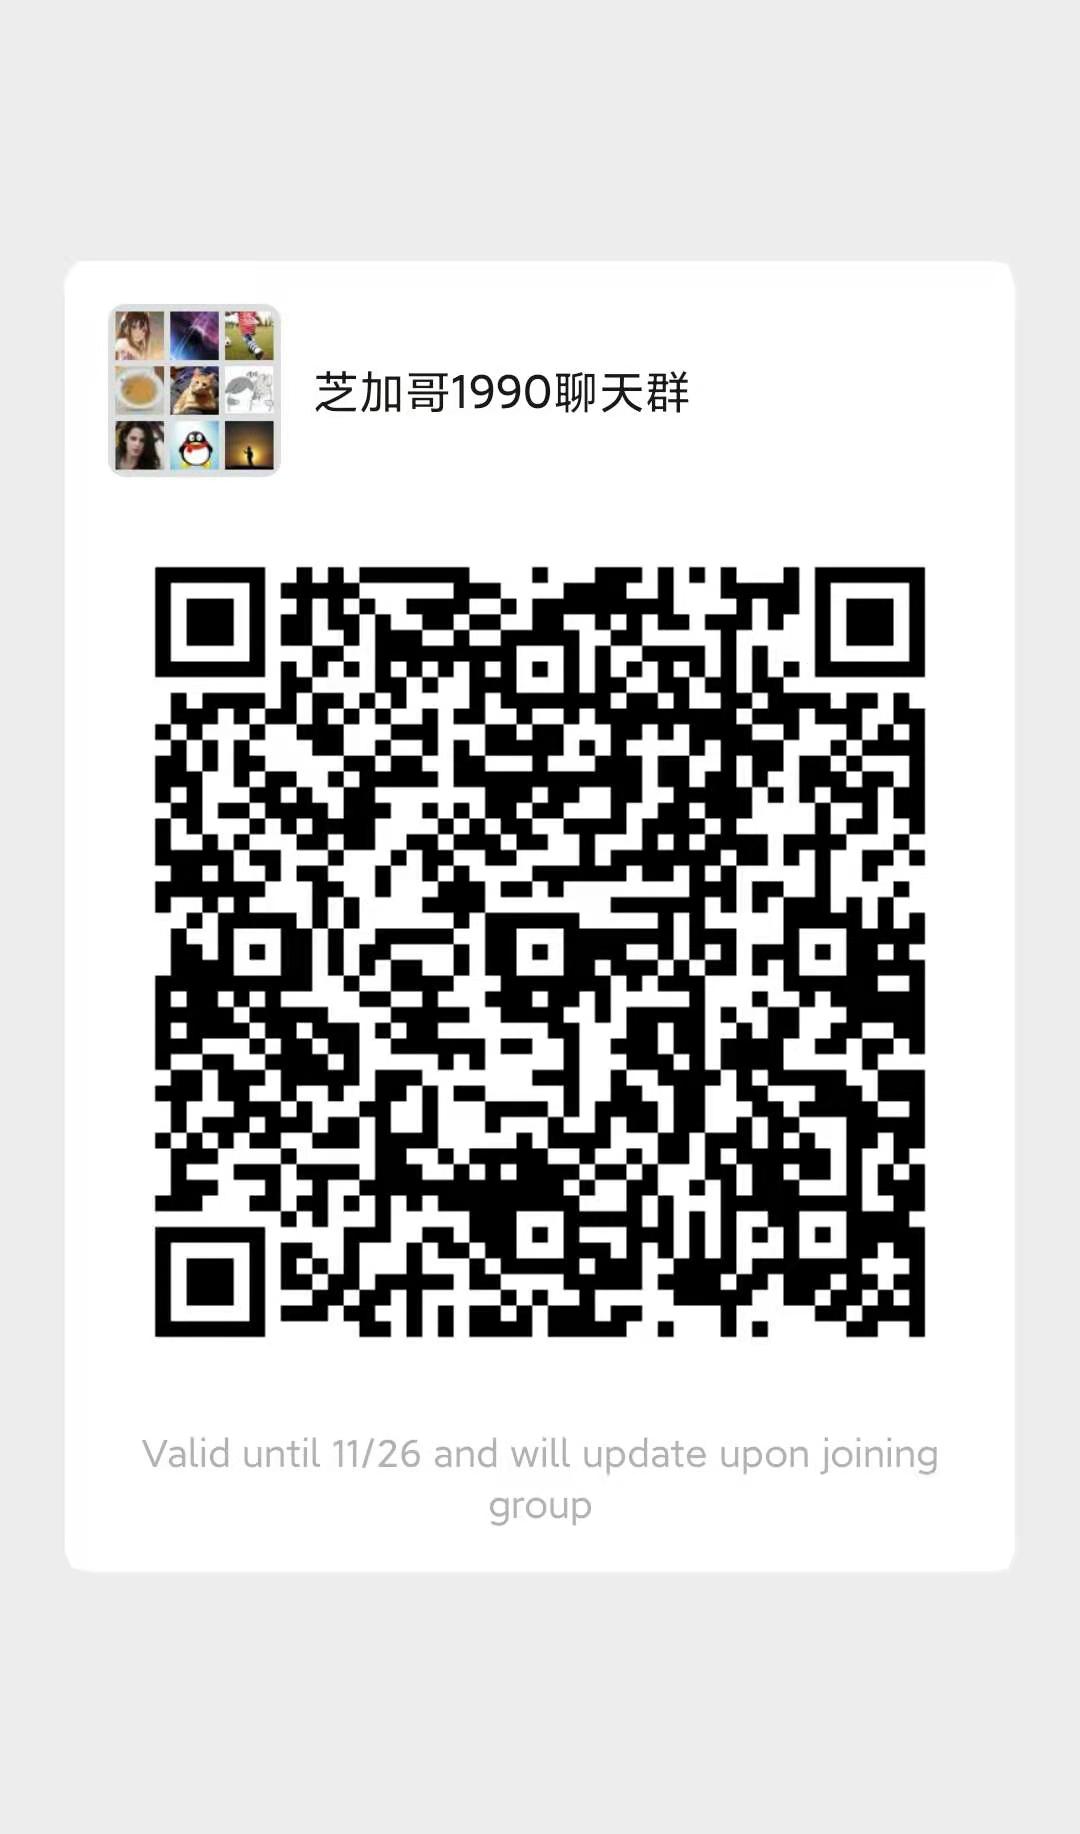 芝加哥1990聊天群
Valid until 11/26 and will update upon joining
group